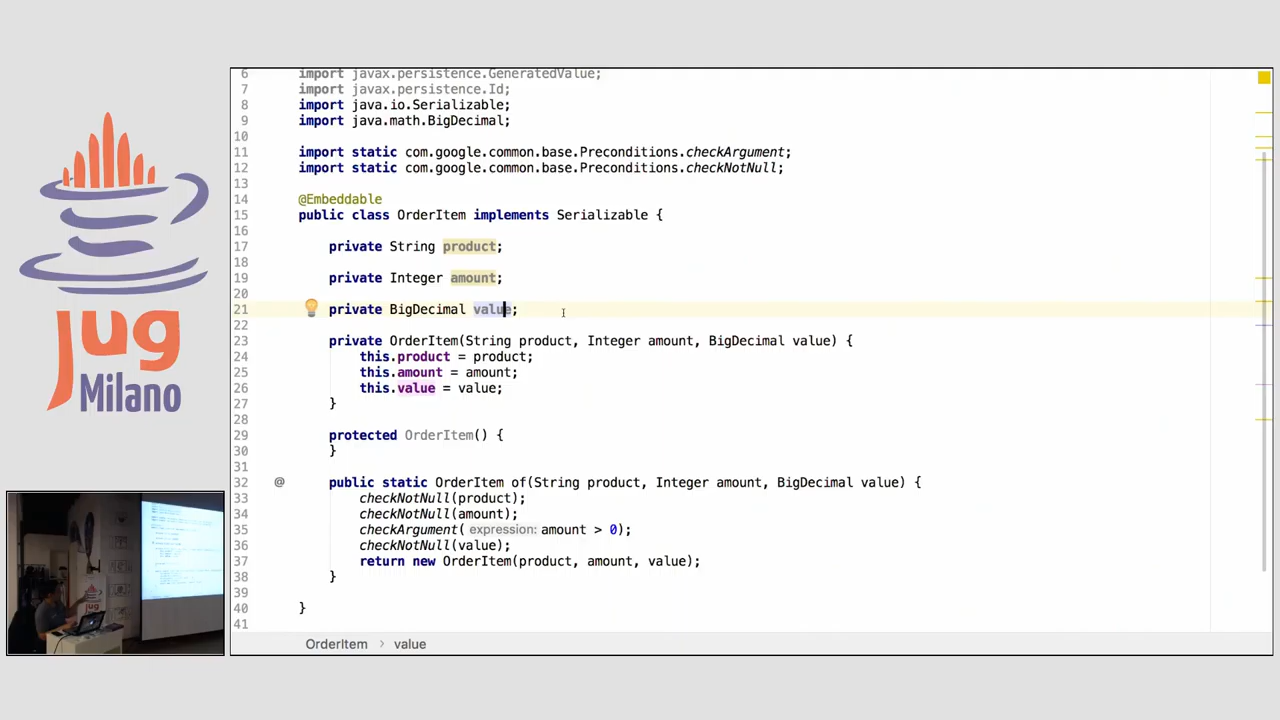 6 import javax.persistence.GeneratedValue;
7 import javax.persistence.Id;
8 import java.io.Serializable;
9 import java.math.BigDecimal;
10
11 import static com.google.common.base.Preconditions.checkArgument;
12 import static com.google.common.base.Preconditions.checkNotNull;
13
14 @Embeddable
15 public class OrderItem implements Serializable {
16
17 private String product;
18
19 private Integer amount;
20
21 private BigDecimal value;
22
23 private OrderItem(String product, Integer amount, BigDecimal value) {
24 this.product = product;
25 this.amount = amount;
26 this.value = value;
27 }
28
29 protected OrderItem() {
30 }
31
32 @ public static OrderItem of(String product, Integer amount, BigDecimal value) {
33 checkNotNull(product);
34 checkNotNull(amount);
35 checkArgument( expression: amount > 0);
36 checkNotNull(value);
37 return new OrderItem(product, amount, value);
38 }
39
40 }
41
OrderItem > value
jug
Milano